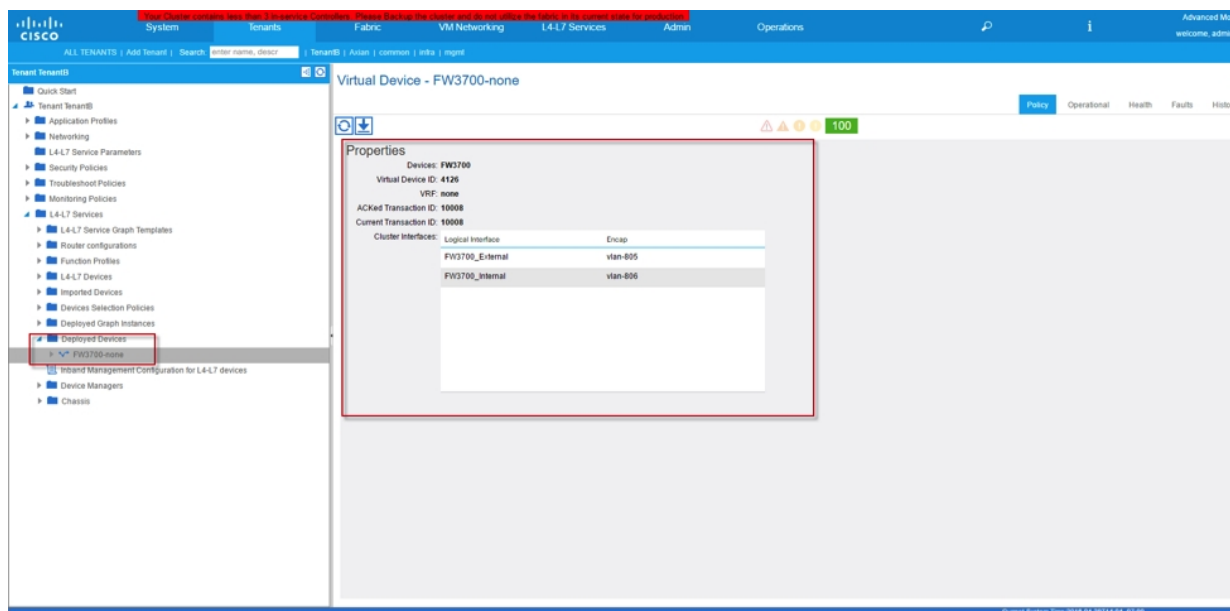 Your Cluster contains less than 3 in-service Controllers. Please Backup the cluster and do not utilize the fabric in its current state for production.
CISCO
System Tenants Fabric VM Networking L4-L7 Services Admin Operations
i
Advanced Mo
welcome, admi
ALL TENANTS | Add Tenant | Search: enter name, descr | TenantB | Asian | common | infra | mgmt
Tenant TenantB
Quick Start
Tenant TenantB
Application Profiles
Networking
L4-L7 Service Parameters
Security Policies
Troubleshoot Policies
Monitoring Policies
L4-L7 Services
L4-L7 Service Graph Templates
Router configurations
Function Profiles
L4-L7 Devices
Imported Devices
Devices Selection Policies
Deployed Graph Instances
Deployed Devices
FW3700-none
Inband Management Configuration for L4-L7 devices
Device Managers
Chassis
Virtual Device - FW3700-none
Policy Operational Health Faults Histo
100
Properties
Devices: FW3700
Virtual Device ID: 4126
VRF: none
ACKed Transaction ID: 10008
Current Transaction ID: 10008
Cluster Interfaces:
Logical Interface Encap
FW3700_External vlan-805
FW3700_Internal vlan-806